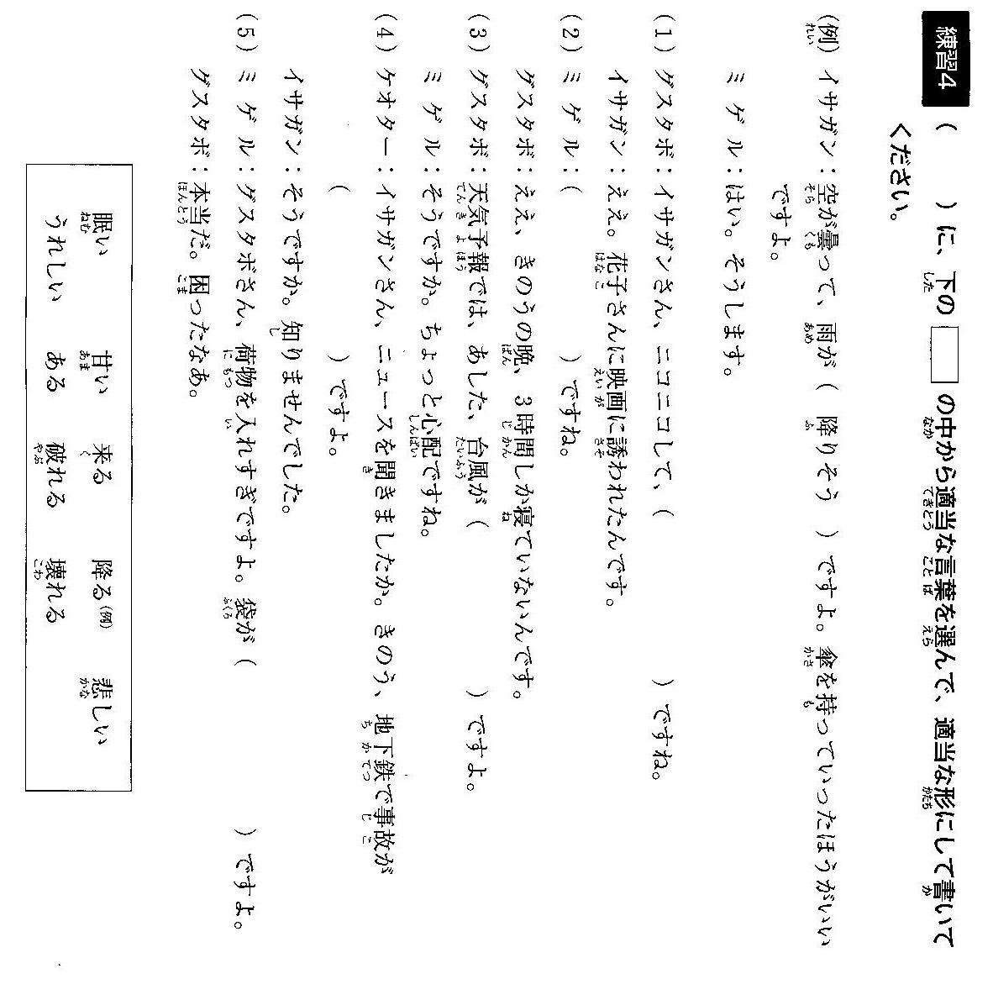 練習4 (　　)に、下の□の中から適当な言葉を選んで、適当な形にして書いて
ください。
(例) イサガン：空が曇って、雨が( 降りそう )ですよ。傘を持っていったほうがいい
ですよ。
ミゲル：はい。そうします。
(1) グスタボ：イサガンさん、ニコニコして、(　　　　)ですね。
イサガン：ええ。花子さんに映画に誘われたんです。
(2) ミゲル：(　　　　)ですね。
グスタボ：ええ、きのうの晩、3時間しか寝ていないんです。
(3) グスタボ：天気予報では、あした、台風が(　　　　)ですよ。
ミゲル：そうですか。ちょっと心配ですね。
(4) ケオター：イサガンさん、ニュースを聞きましたか。きのう、地下鉄で事故が
(　　　　)ですよ。
イサガン：そうですか。知りませんでした。
(5) ミゲル：グスタボさん、荷物を入れすぎですよ。袋が(　　　　)ですよ。
グスタボ：本当だ。困ったなあ。
眠い　甘い　来る　降る(例)　悲しい
うれしい　ある　破れる　壊れる